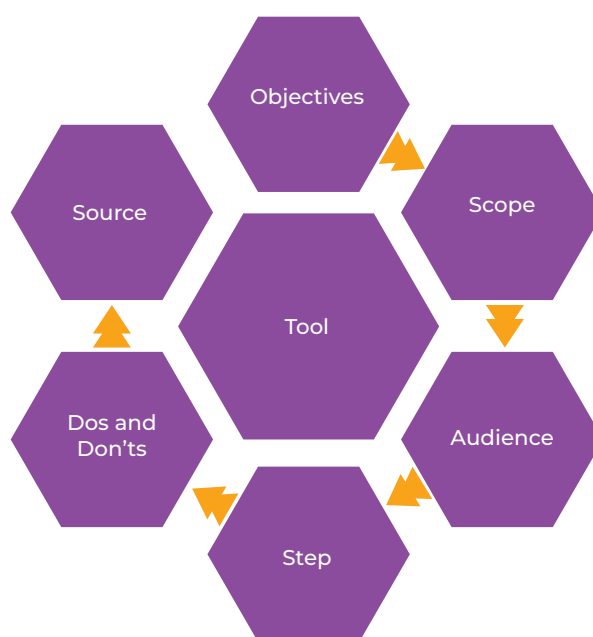 Objectives
Source
Scope
Tool
Dos and
Don’ts
Audience
Step